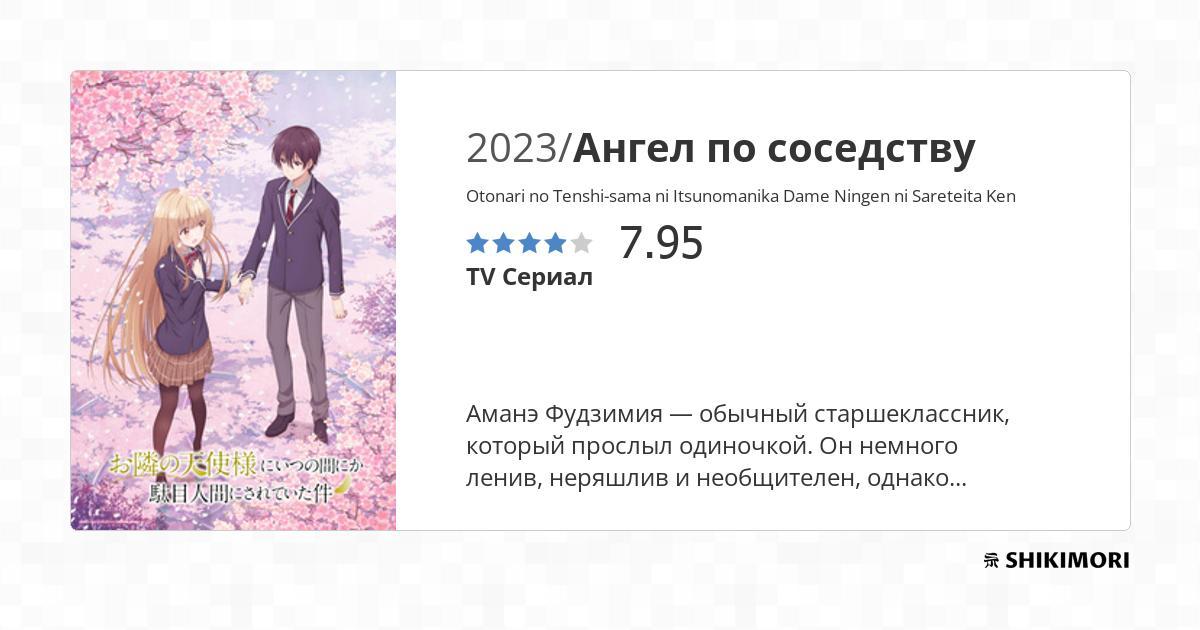 2023/Ангел по соседству
Otonari no Tenshi-sama ni Itsunomanika Dame Ningen ni Sareteita Ken
7.95
TV Сериал
Аманэ Фудзимия — обычный старшеклассник,
который прослыл одиночкой. Он немного
ленив, неряшлив и необщителен, однако...
お隣の天使様にいつの間にか
駄目人間にされていた件
SHIKIMORI